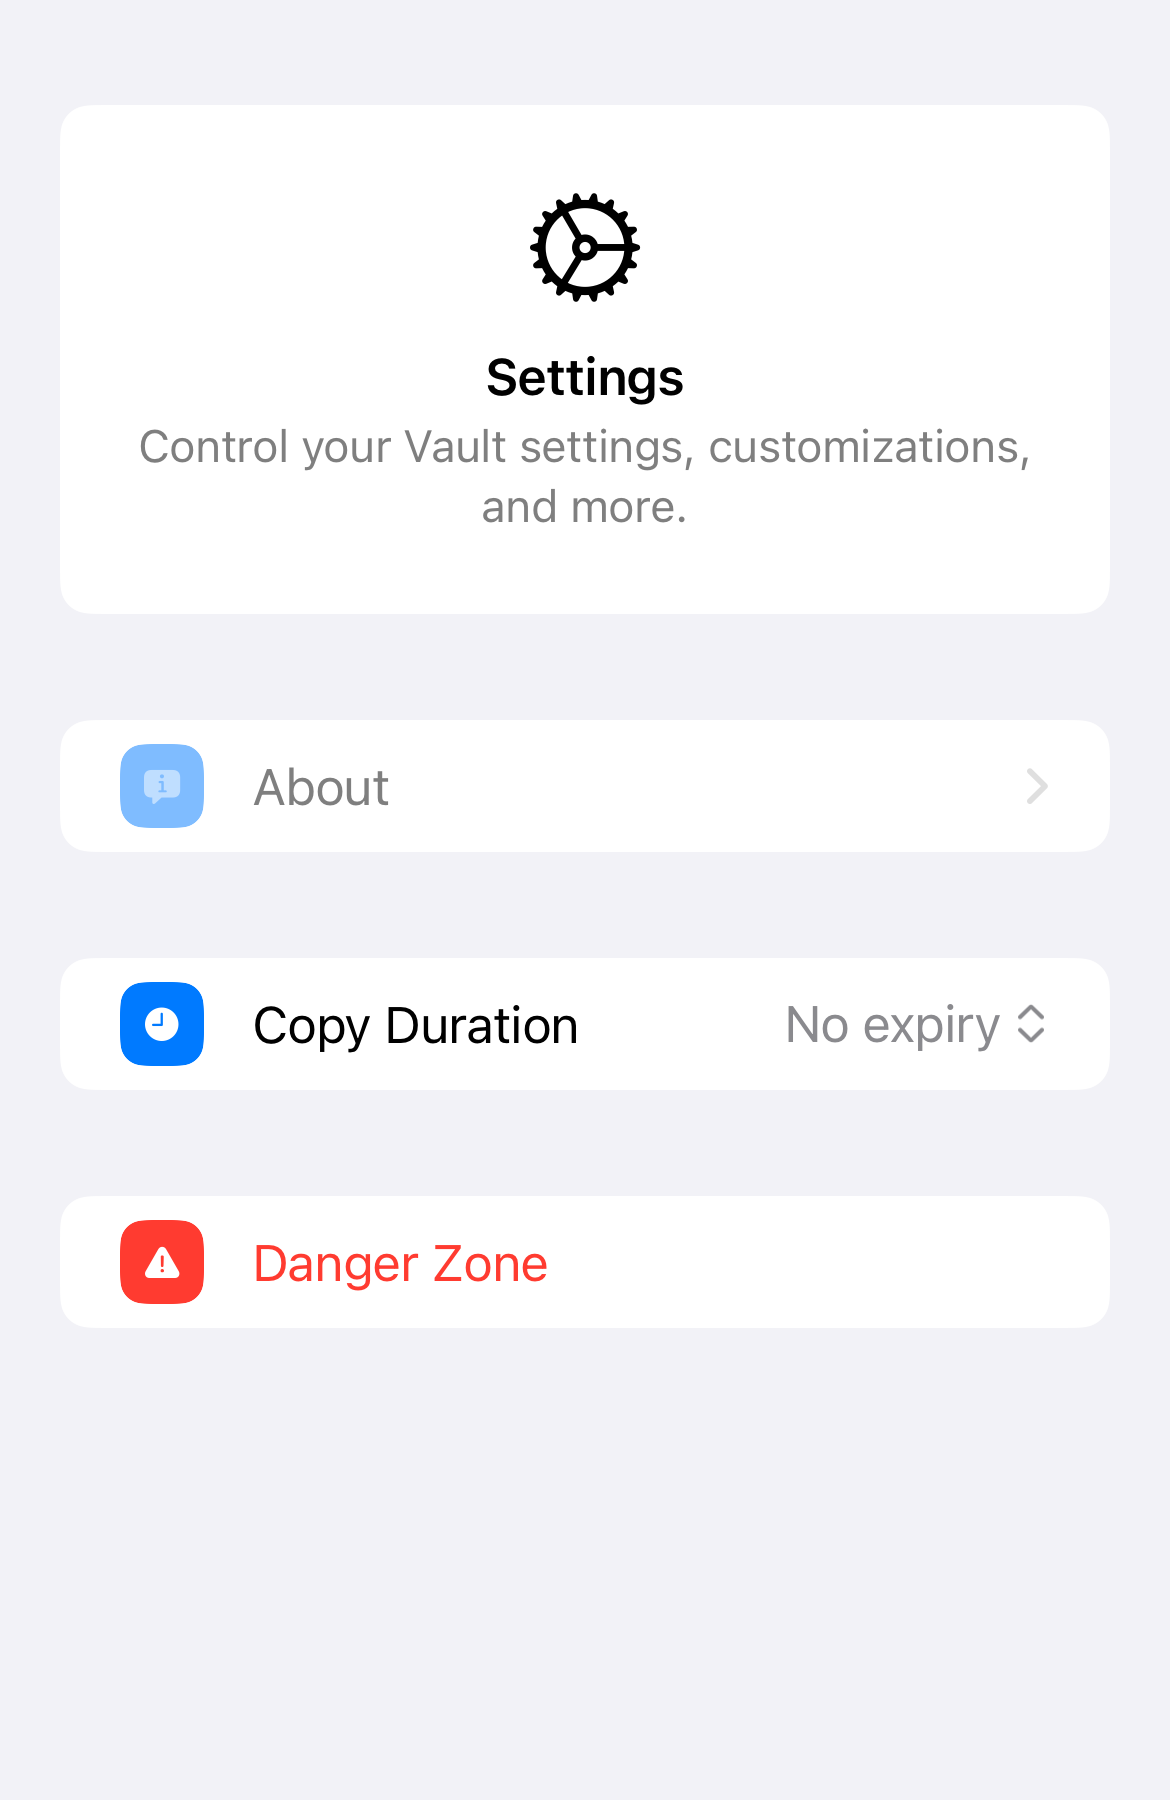 Settings
Control your Vault settings, customizations,
and more.
About
Copy Duration No expiry
Danger Zone